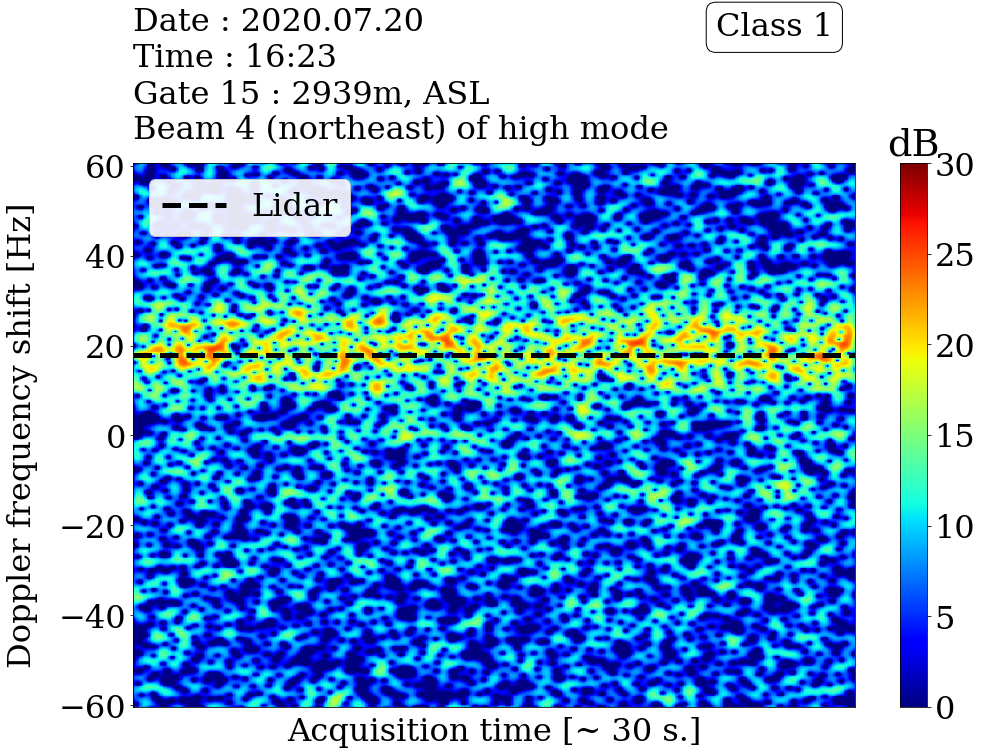 Date : 2020.07.20
Time : 16:23
Gate 15 : 2939m, ASL
Beam 4 (northeast) of high mode
Class 1
dB
Lidar
Doppler frequency shift [Hz]
60
40
20
0
−20
−40
−60
30
25
20
15
10
5
0
Acquisition time [~ 30 s.]